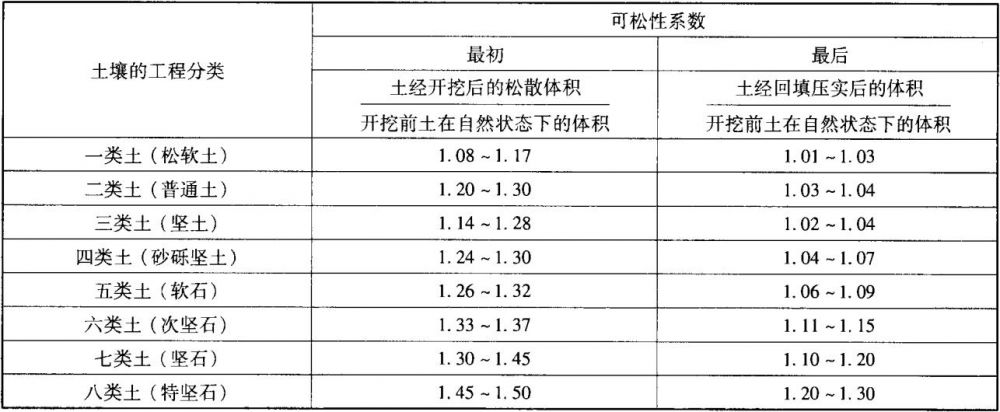 土壤的工程分类
可松性系数
最初
最后
土经开挖后的松散体积
开挖前土在自然状态下的体积
土经回填压实后的体积
开挖前土在自然状态下的体积
一类土(松软土) 1.08~1.17 1.01~1.03
二类土(普通土) 1.20~1.30 1.03~1.04
三类土(坚土) 1.14~1.28 1.02~1.04
四类土(砂砾坚土) 1.24~1.30 1.04~1.07
五类土(软石) 1.26~1.32 1.06~1.09
六类土(次坚石) 1.33~1.37 1.11~1.15
七类土(坚石) 1.30~1.45 1.10~1.20
八类土(特坚石) 1.45~1.50 1.20~1.30